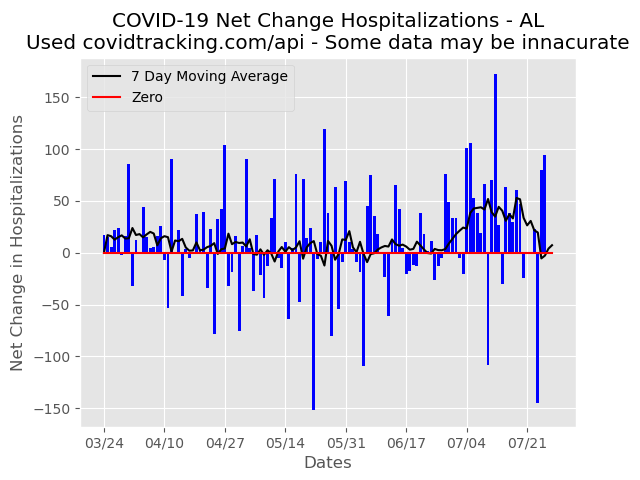 COVID-19 Net Change Hospitalizations - AL
Used covidtracking.com/api - Some data may be innacurate
7 Day Moving Average
Zero
Net Change in Hospitalizations
150
100
50
0
−50
−100
−150
03/24 04/10 04/27 05/14 05/31 06/17 07/04 07/21
Dates